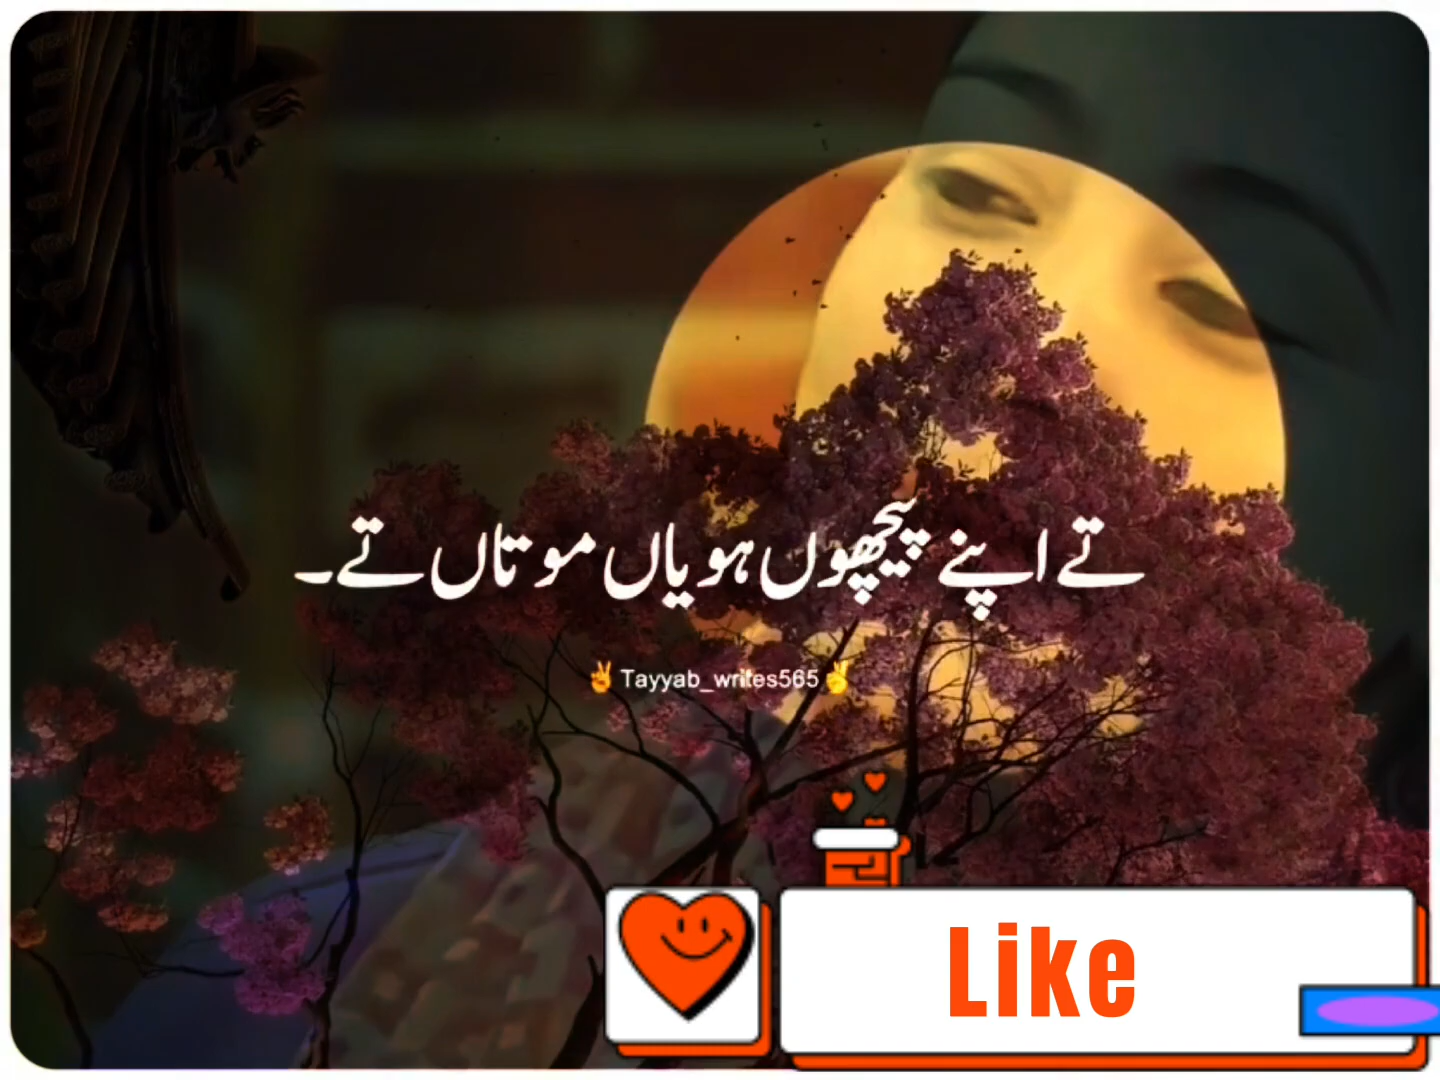 تے اپنے پیچھوں ہویاں موتاں تے۔
✌️ Tayyab_writes565 ✌️
Like